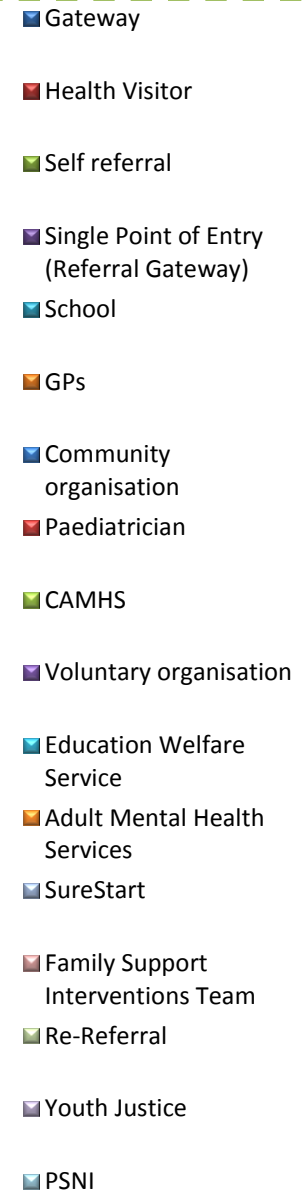 Gateway
Health Visitor
Self referral
Single Point of Entry
(Referral Gateway)
School
GPs
Community
organisation
Paediatrician
CAMHS
Voluntary organisation
Education Welfare
Service
Adult Mental Health
Services
SureStart
Family Support
Interventions Team
Re-Referral
Youth Justice
PSNI